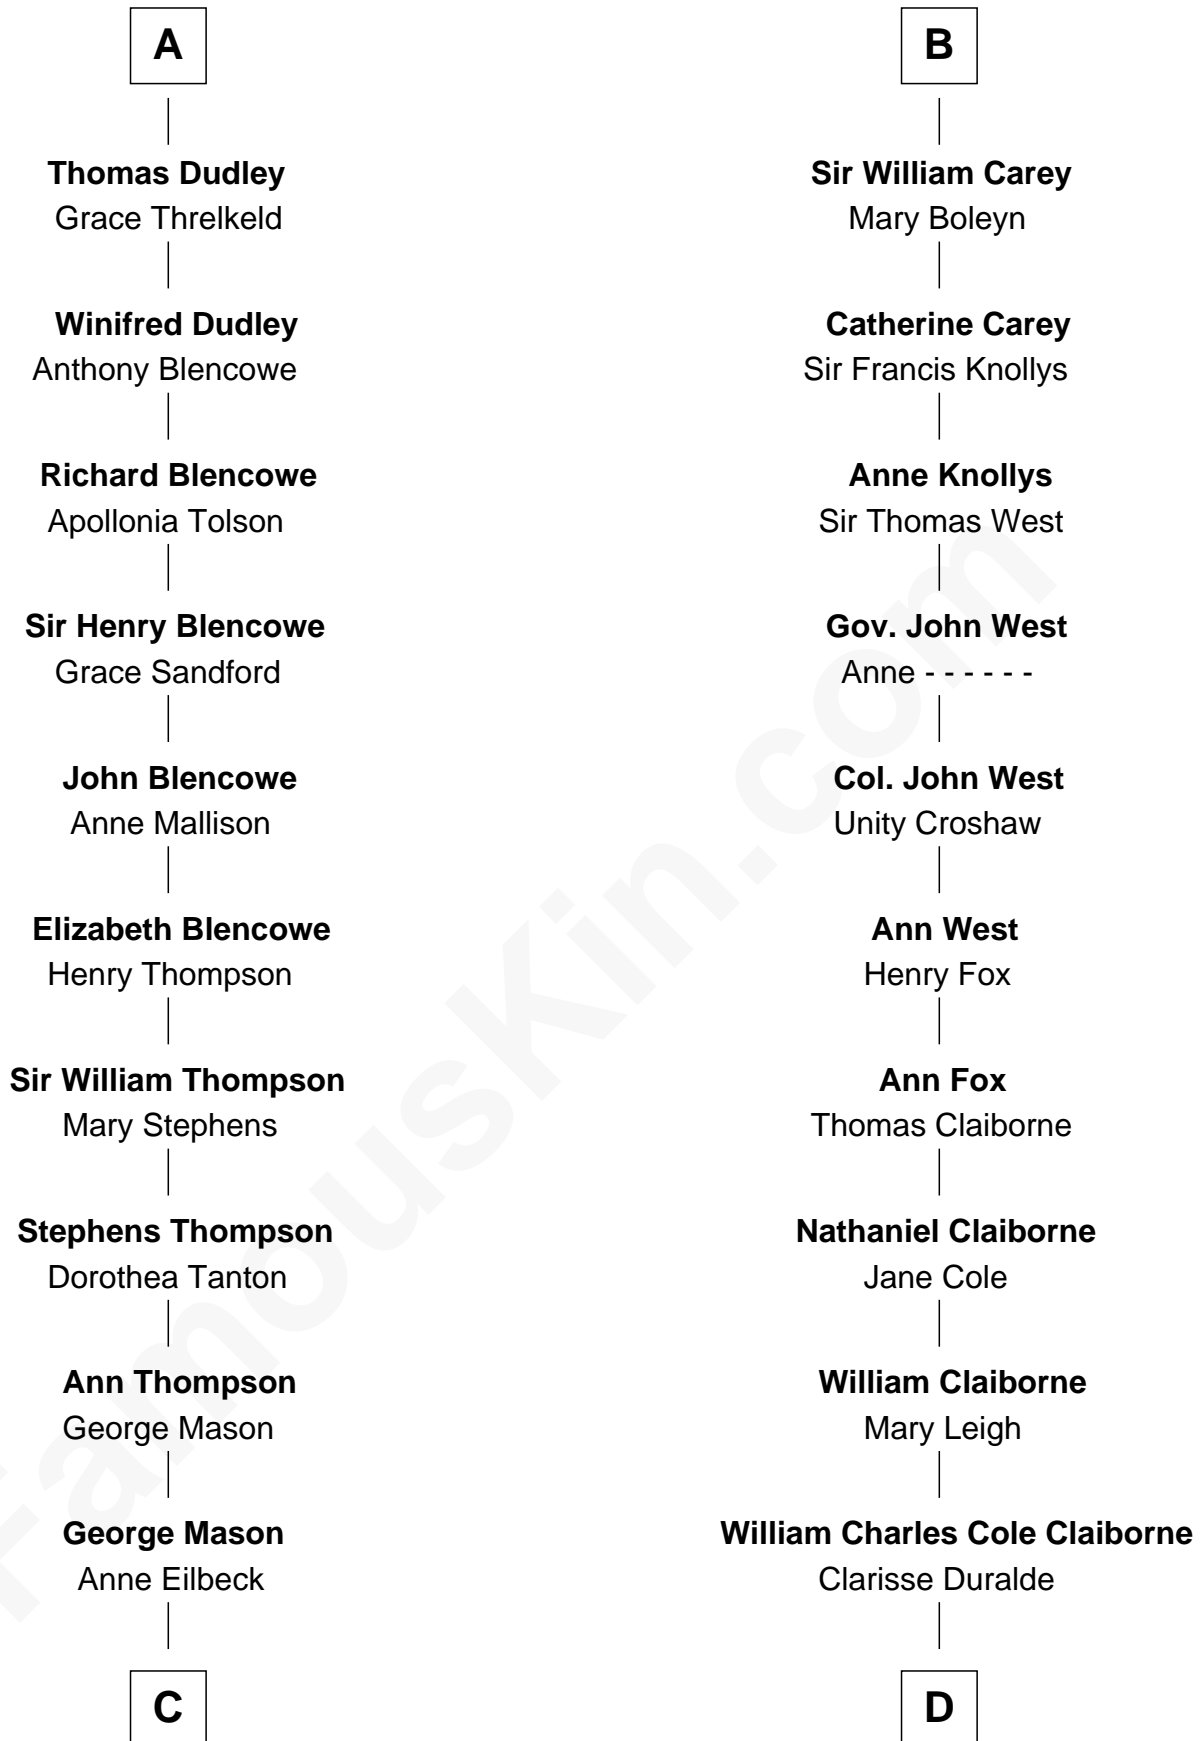 A
Thomas Dudley
Grace Threlkeld
Winifred Dudley
Anthony Blencowe
Richard Blencowe
Apollonia Tolson
Sir Henry Blencowe
Grace Sandford
John Blencowe
Anne Mallison
Elizabeth Blencowe
Henry Thompson
Sir William Thompson
Mary Stephens
Stephens Thompson
Dorothea Tanton
Ann Thompson
George Mason
George Mason
Anne Eilbeck
C
B
Sir William Carey
Mary Boleyn
Catherine Carey
Sir Francis Knollys
Anne Knollys
Sir Thomas West
Gov. John West
Anne - - - - - -
Col. John West
Unity Croshaw
Ann West
Henry Fox
Ann Fox
Thomas Claiborne
Nathaniel Claiborne
Jane Cole
William Claiborne
Mary Leigh
William Charles Cole Claiborne
Clarisse Duralde
D
FamousKin.com